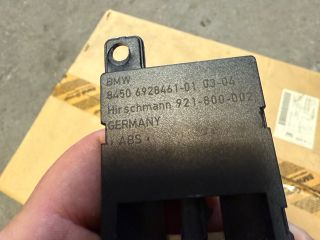 BMW
8450 6928461-01 03-04
Hirschmann 921-800-002
GERMANY
⟩ABS⟨